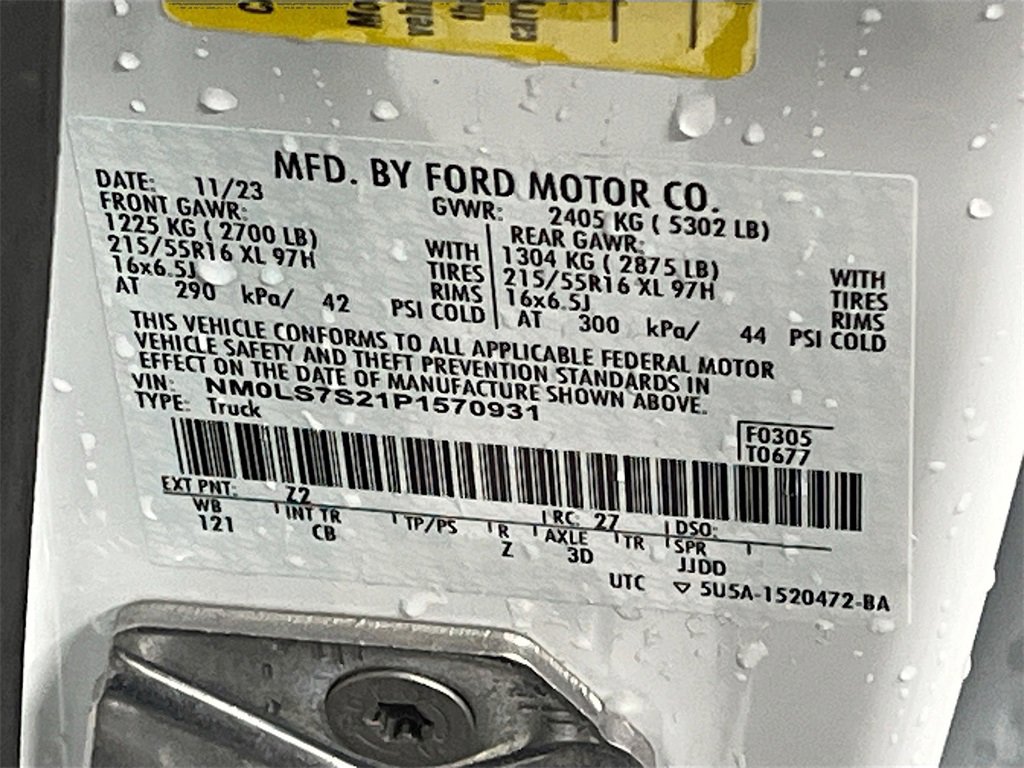 MFD. BY FORD MOTOR CO.
DATE: 11/23
GVWR: 2405 KG ( 5302 LB)
FRONT GAWR:
1225 KG ( 2700 LB) WITH
215/55R16 XL 97H TIRES
16x6.5J RIMS
AT 290 kPa/ 42 PSI COLD
REAR GAWR:
1304 KG ( 2875 LB) WITH
215/55R16 XL 97H TIRES
16x6.5J RIMS
AT 300 kPa/ 44 PSI COLD
THIS VEHICLE CONFORMS TO ALL APPLICABLE FEDERAL MOTOR
VEHICLE SAFETY AND THEFT PREVENTION STANDARDS IN
EFFECT ON THE DATE OF MANUFACTURE SHOWN ABOVE.
VIN: NM0LS7S21P1570931
TYPE: Truck
F0305
T0677
EXT PNT: Z2 RC: 27 DSO:
WB INT TR TP/PS R AXLE TR SPR
121 CB Z 3D JJDD
UTC ▽ 5U5A-1520472-BA